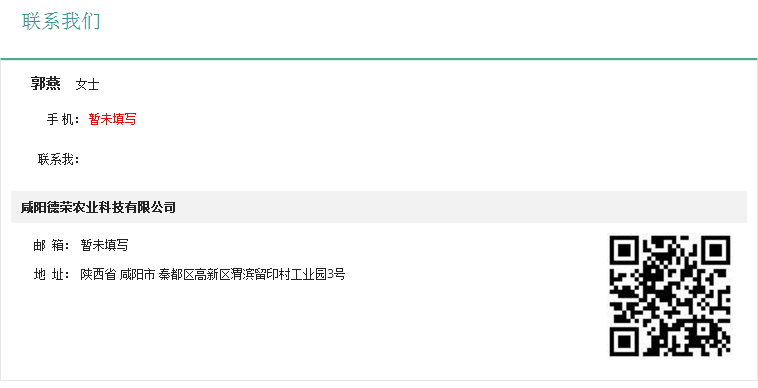 联系我们
郭燕 女士
手 机： 暂未填写
联系我：
咸阳德荣农业科技有限公司
邮 箱： 暂未填写
地 址： 陕西省 咸阳市 秦都区高新区渭滨留印村工业园3号